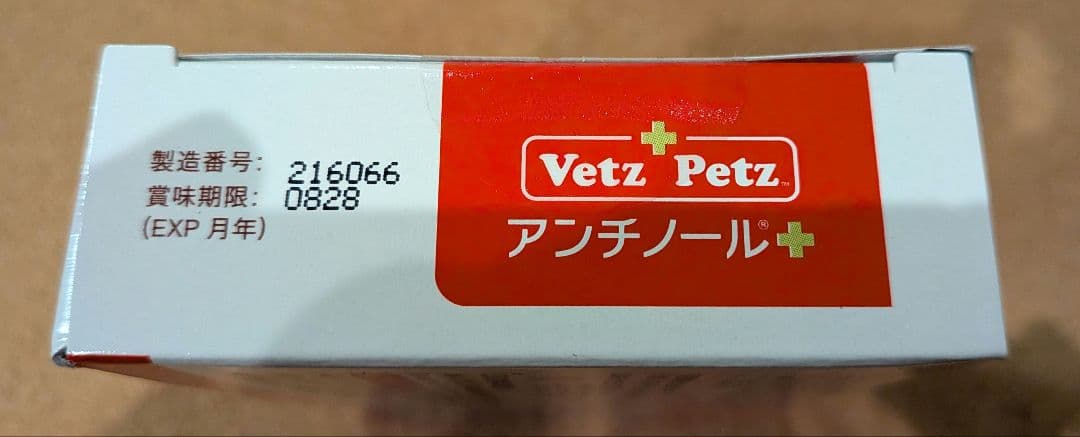 製造番号: 216066
賞味期限: 0828
(EXP 月年)
Vetz Petz™
アンチノール®